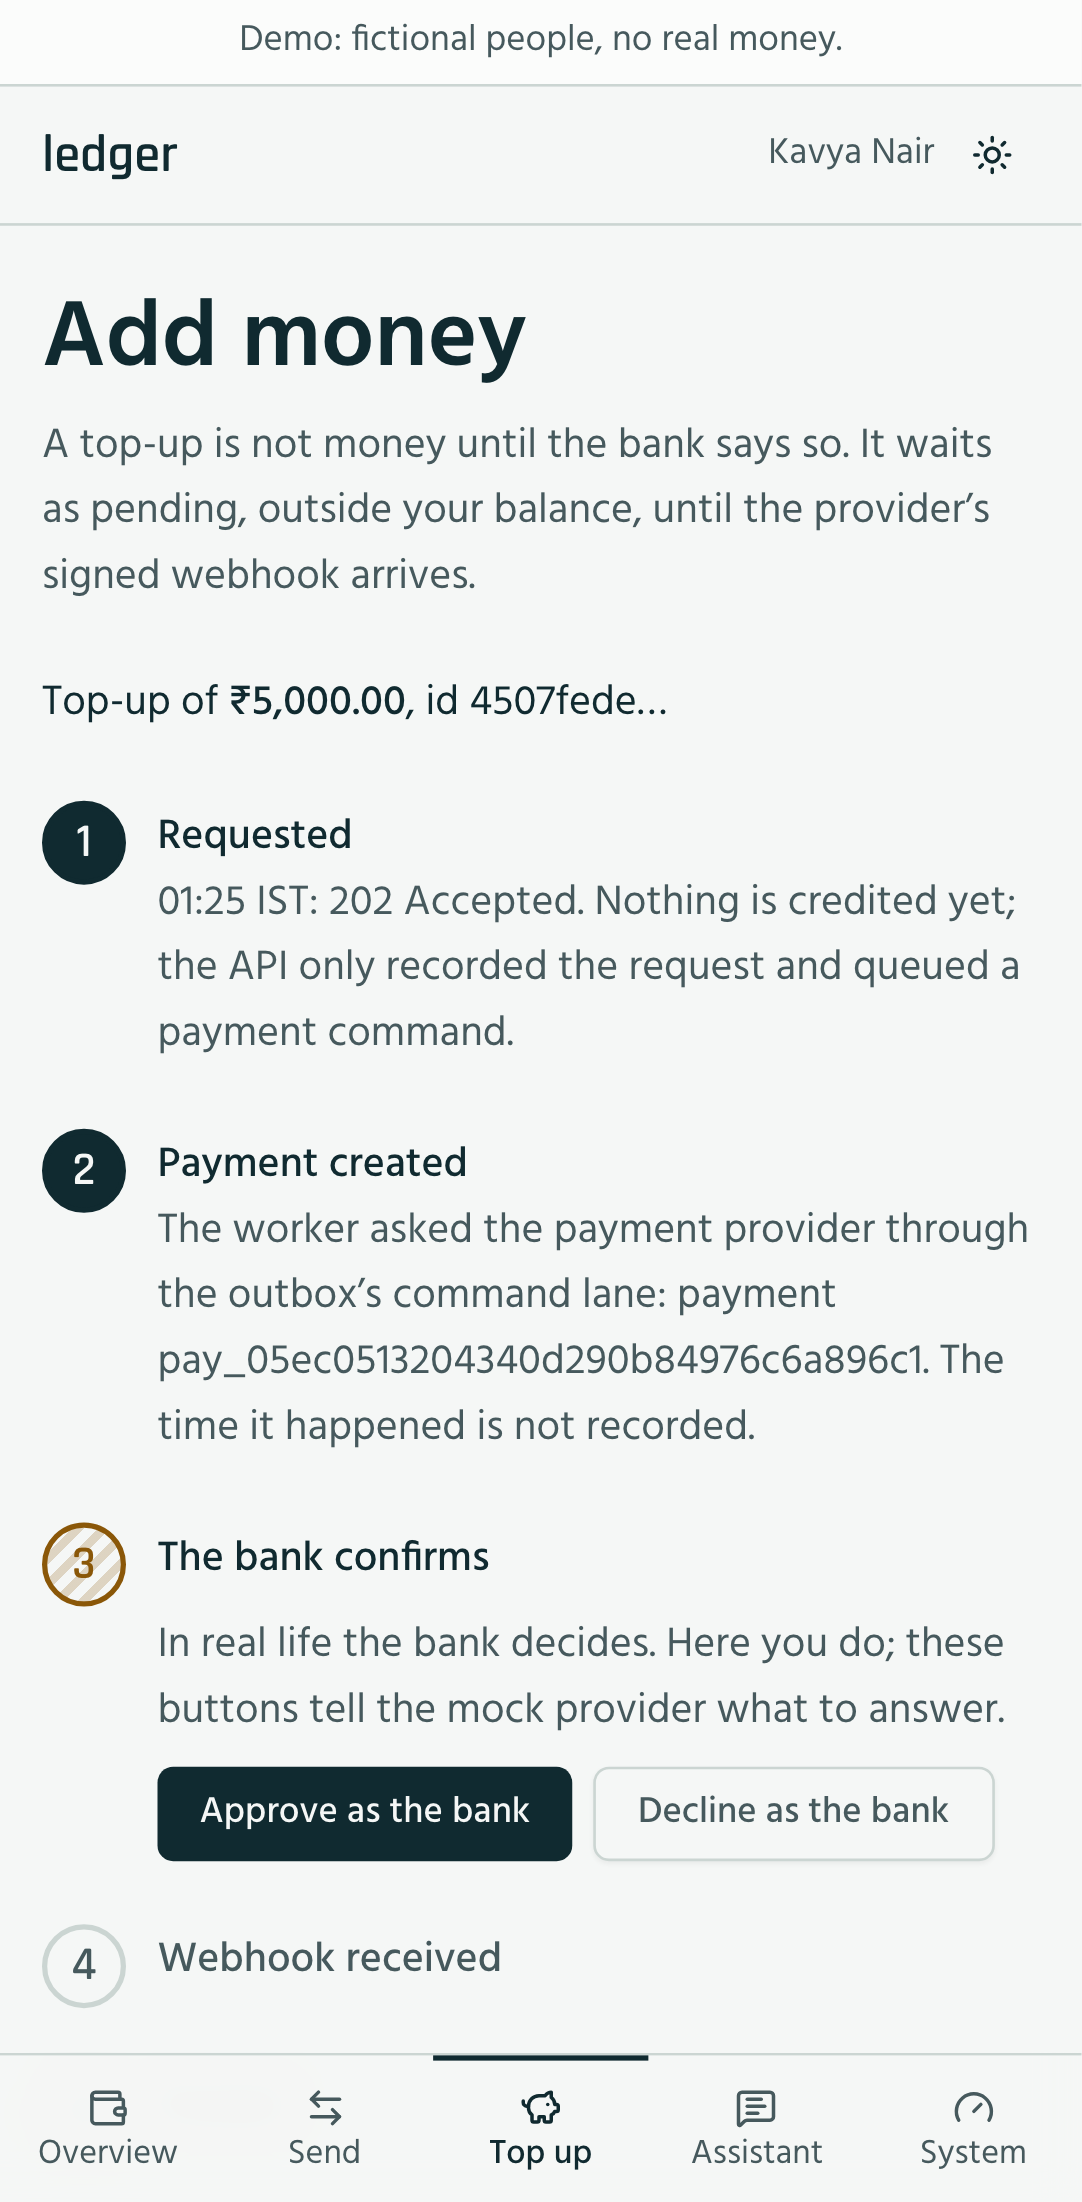 Demo: fictional people, no real money.
ledger
Kavya Nair
Add money
A top-up is not money until the bank says so. It waits
as pending, outside your balance, until the provider’s
signed webhook arrives.
Top-up of ₹5,000.00, id 4507fede…
1
Requested
01:25 IST: 202 Accepted. Nothing is credited yet;
the API only recorded the request and queued a
payment command.
2
Payment created
The worker asked the payment provider through
the outbox’s command lane: payment
pay_05ec0513204340d290b84976c6a896c1. The
time it happened is not recorded.
3
The bank confirms
In real life the bank decides. Here you do; these
buttons tell the mock provider what to answer.
Approve as the bank
Decline as the bank
4
Webhook received
Overview
Send
Top up
Assistant
System